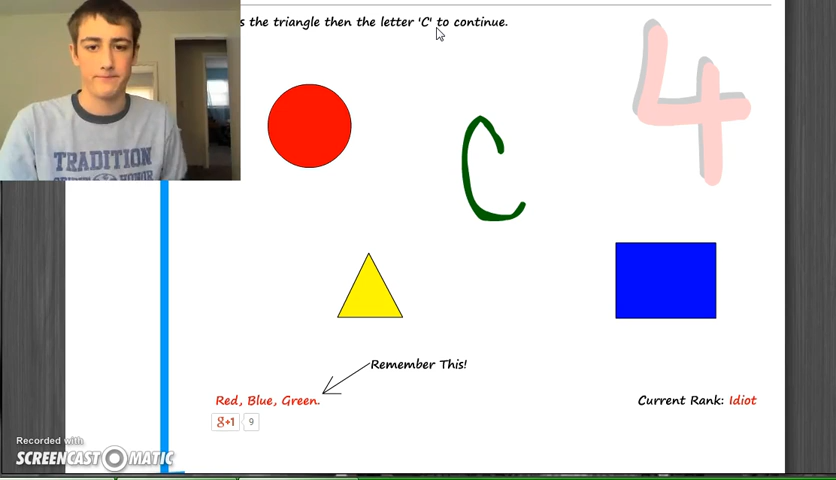 s the triangle then the letter 'C' to continue.
4
TRADITION
C
Remember This!
Red, Blue, Green.
Current Rank: Idiot
g+1 9
Recorded with
SCREENCAST MATIC